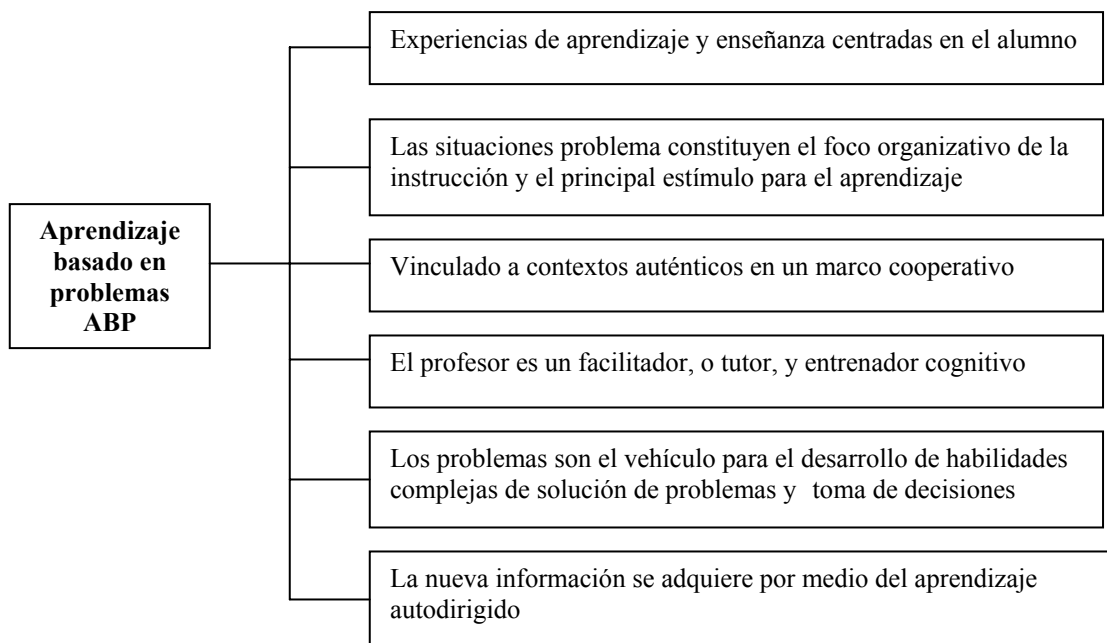 Experiencias de aprendizaje y enseñanza centradas en el alumno
Las situaciones problema constituyen el foco organizativo de la
instrucción y el principal estímulo para el aprendizaje
Aprendizaje
basado en
problemas
ABP
Vinculado a contextos auténticos en un marco cooperativo
El profesor es un facilitador, o tutor, y entrenador cognitivo
Los problemas son el vehículo para el desarrollo de habilidades
complejas de solución de problemas y toma de decisiones
La nueva información se adquiere por medio del aprendizaje
autodirigido